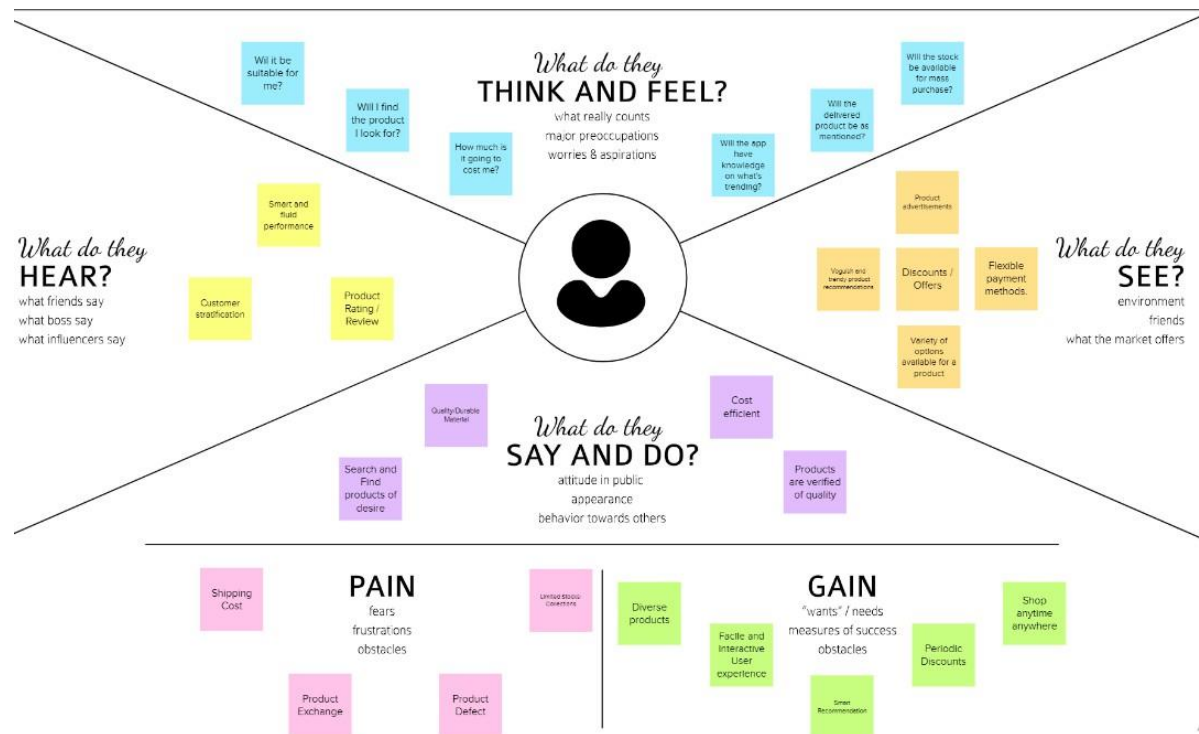 What do they
THINK AND FEEL?
what really counts
major preoccupations
worries & aspirations
Wil it be
suitable for
me?
Will I find
the product
I look for?
How much is
it going to
cost me?
Will the app
have
knowledge
on what's
trending?
Will the
delivered
product be as
mentioned?
Will the stock
be available
for mass
purchase?
What do they
HEAR?
what friends say
what boss say
what influencers say
Smart and
fluid
performance
Customer
stratification
Product
Rating /
Review
What do they
SEE?
environment
friends
what the market offers
Product
advertisements
Voguish and
trendy product
recommendations
Discounts /
Offers
Flexible
payment
methods.
Variety of
options
available for a
product
What do they
SAY AND DO?
attitude in public
appearance
behavior towards others
Quality/Durable
Material
Search and
Find
products of
desire
Cost
efficient
Products
are verified
of quality
PAIN
fears
frustrations
obstacles
Shipping
Cost
Limited Stocks/
Collections
Product
Exchange
Product
Defect
GAIN
"wants" / needs
measures of success
obstacles
Diverse
products
Facile and
Interactive
User
experience
Smart
Recommendation
Periodic
Discounts
Shop
anytime
anywhere